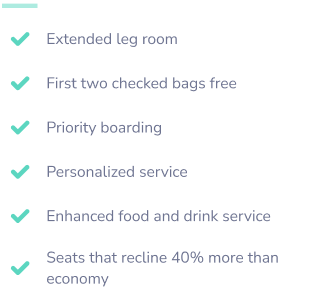 Extended leg room
First two checked bags free
Priority boarding
Personalized service
Enhanced food and drink service
Seats that recline 40% more than
economy